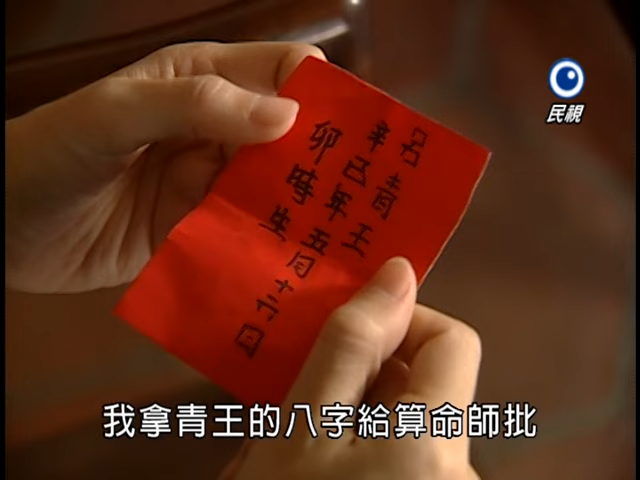 呂青王
辛巳年五月十六日
卯時生
民視
我拿青王的八字給算命師批